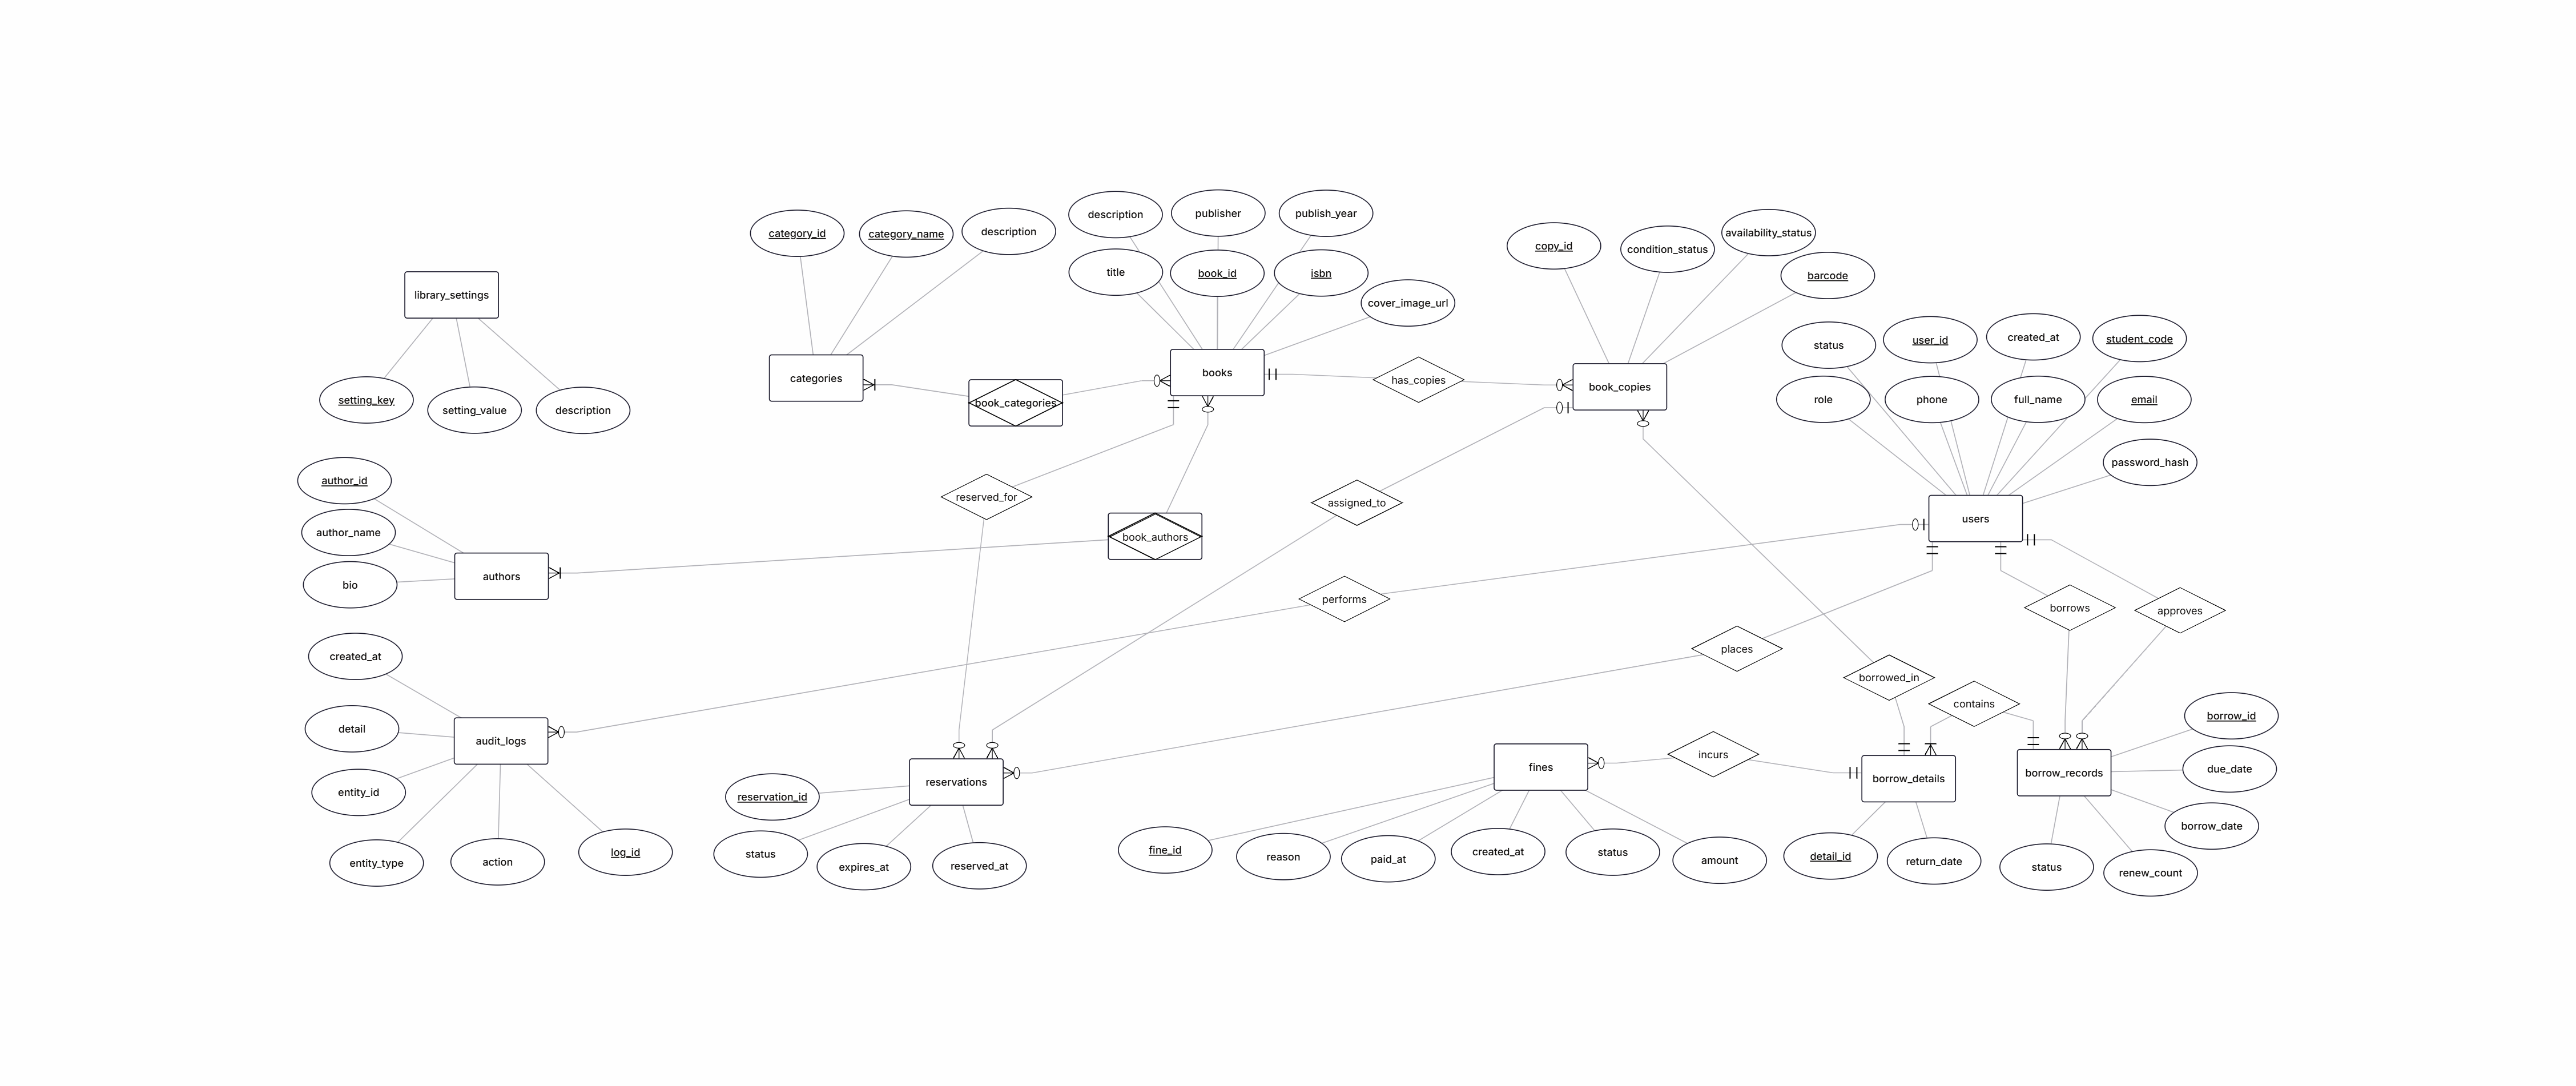 description
publisher
publish_year
category_id
category_name
description
availability_status
copy_id
condition_status
title
book_id
isbn
barcode
library_settings
cover_image_url
status
user_id
created_at
student_code
categories
books
has_copies
book_copies
setting_key
setting_value
description
book_categories
role
phone
full_name
email
password_hash
author_id
reserved_for
assigned_to
users
author_name
book_authors
authors
bio
performs
borrows
approves
created_at
places
borrowed_in
contains
borrow_id
detail
audit_logs
incurs
fines
reservations
borrow_details
borrow_records
due_date
entity_id
reservation_id
borrow_date
entity_type
action
log_id
status
expires_at
reserved_at
fine_id
reason
paid_at
created_at
status
amount
detail_id
return_date
status
renew_count